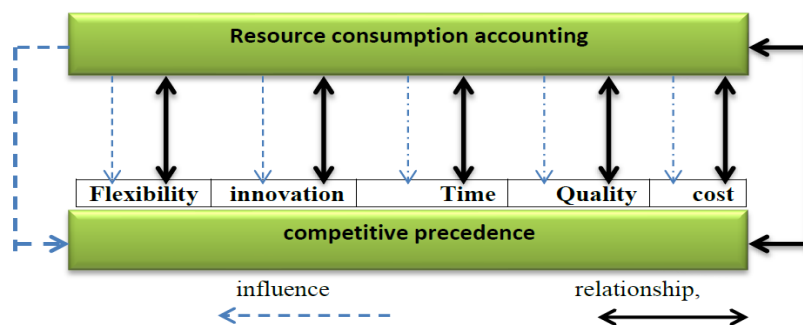 Resource consumption accounting
Flexibility innovation Time Quality cost
competitive precedence
influence relationship,